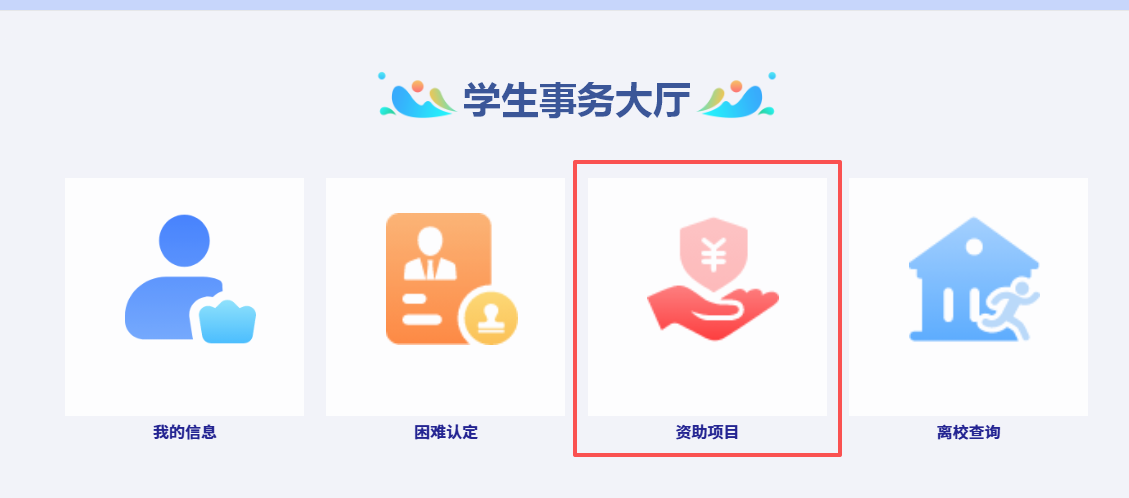 学生事务大厅
我的信息
困难认定
资助项目
离校查询